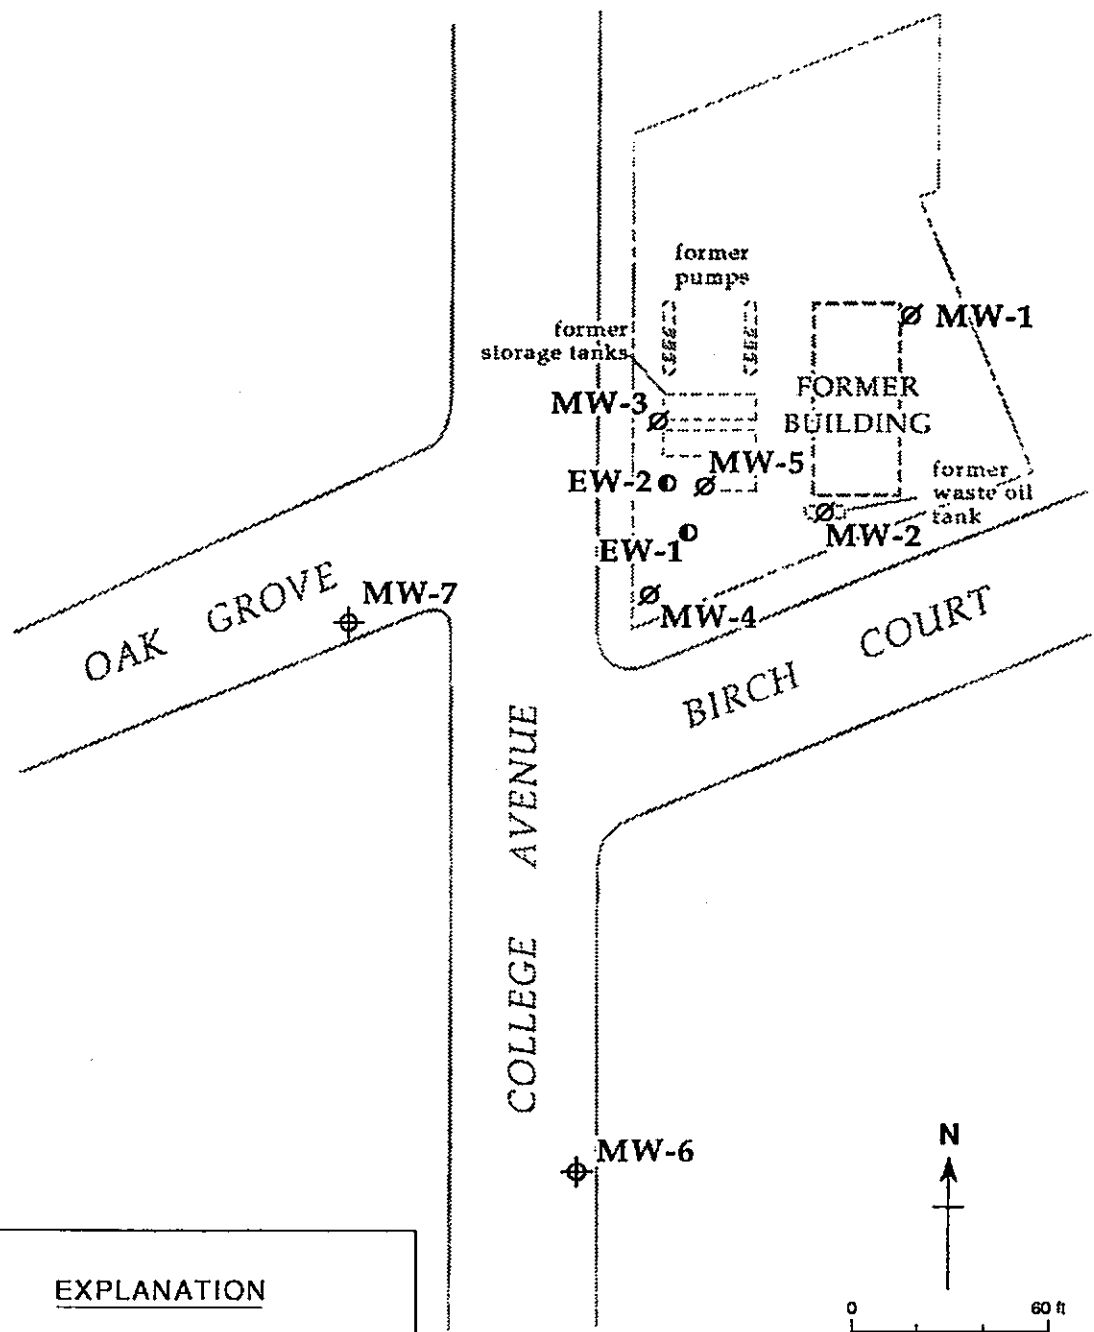 former
pumps
MW-1
former
storage tanks
FORMER
BUILDING
MW-3
MW-5
EW-2
former
waste oil
tank
MW-2
EW-1
MW-4
MW-7
OAK GROVE
BIRCH COURT
COLLEGE AVENUE
MW-6
N
EXPLANATION
0 60 ft